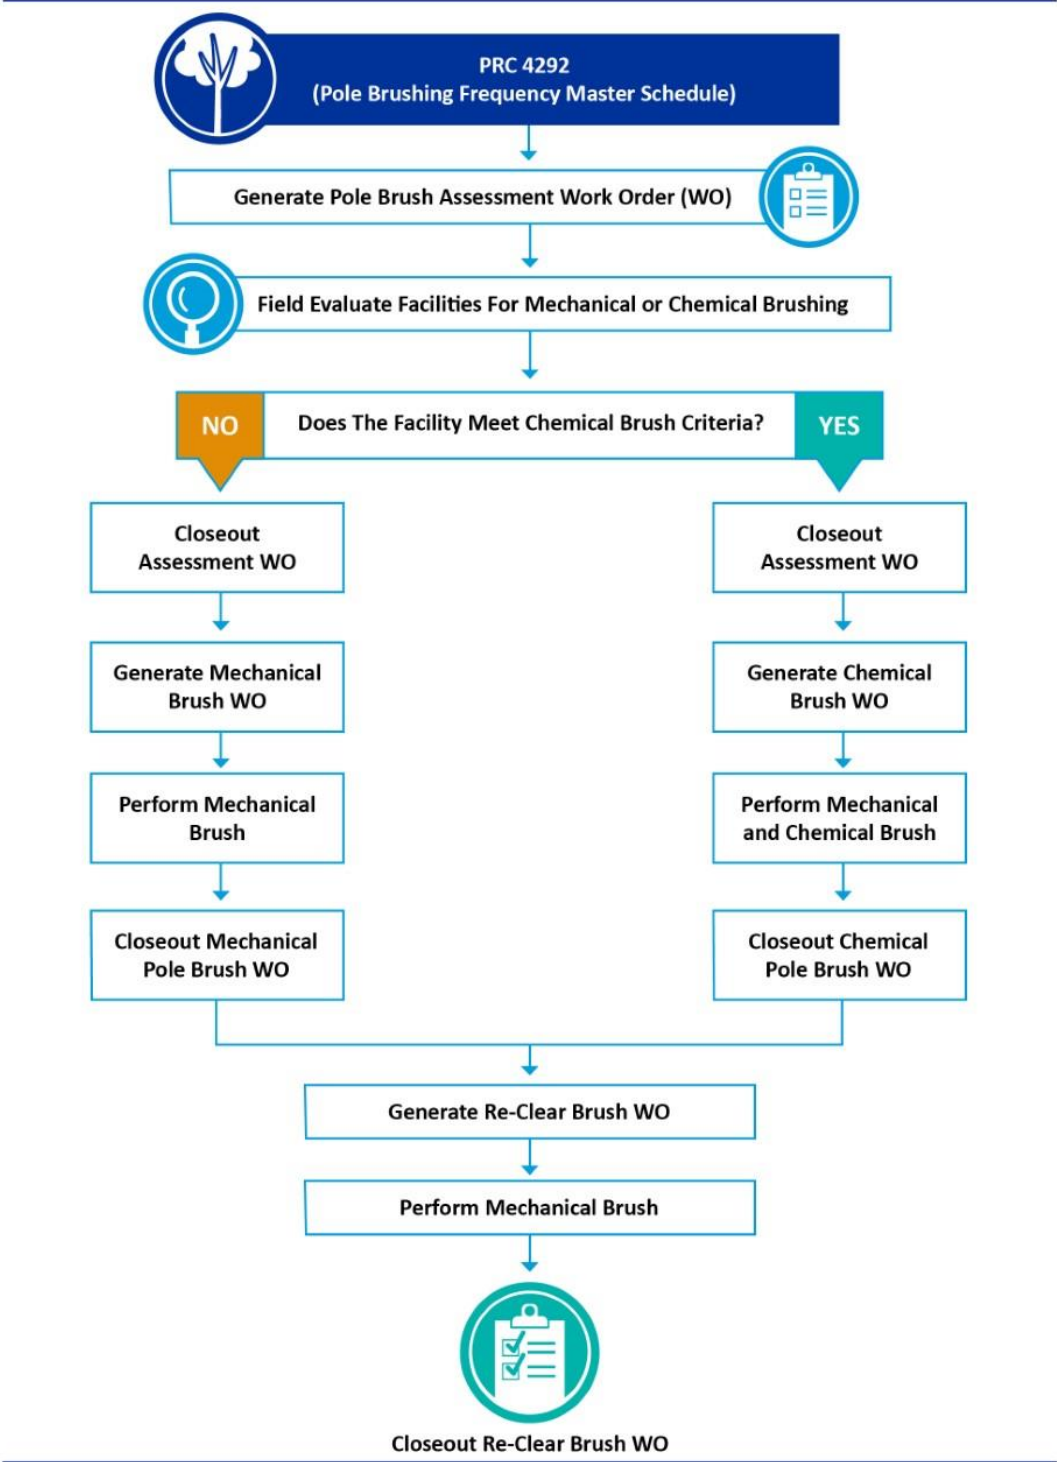 PRC 4292
(Pole Brushing Frequency Master Schedule)
Generate Pole Brush Assessment Work Order (WO)
Field Evaluate Facilities For Mechanical or Chemical Brushing
NO
Does The Facility Meet Chemical Brush Criteria?
YES
Closeout
Assessment WO
Generate Mechanical
Brush WO
Perform Mechanical
Brush
Closeout Mechanical
Pole Brush WO
Closeout
Assessment WO
Generate Chemical
Brush WO
Perform Mechanical
and Chemical Brush
Closeout Chemical
Pole Brush WO
Generate Re-Clear Brush WO
Perform Mechanical Brush
Closeout Re-Clear Brush WO